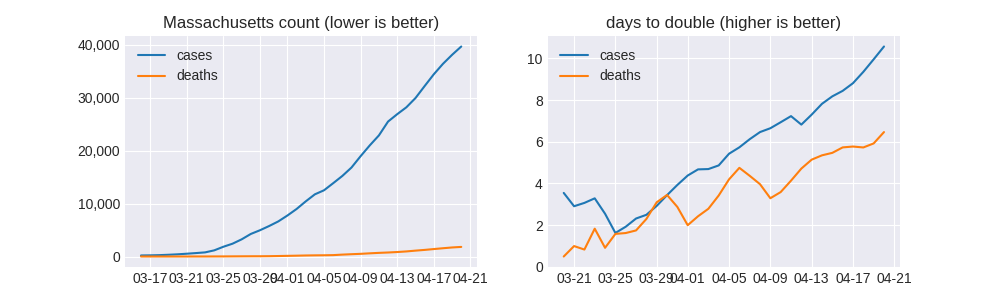 Massachusetts count (lower is better)
cases
deaths
40,000
30,000
20,000
10,000
0
03-17 03-21 03-25 03-29 04-01 04-05 04-09 04-13 04-17 04-21
days to double (higher is better)
cases
deaths
10
8
6
4
2
0
03-21 03-25 03-29 04-01 04-05 04-09 04-13 04-17 04-21